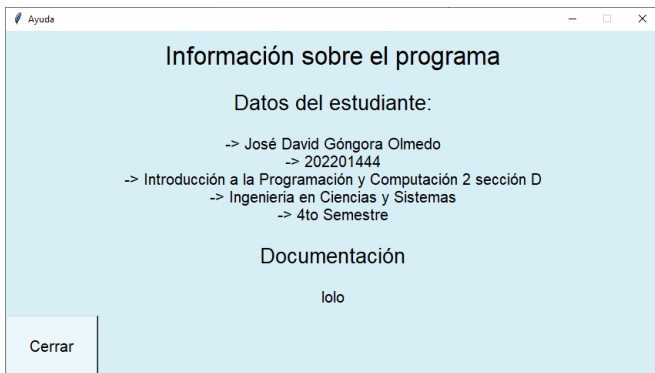 Ayuda
Información sobre el programa
Datos del estudiante:
-> José David Góngora Olmedo
-> 202201444
-> Introducción a la Programación y Computación 2 sección D
-> Ingenieria en Ciencias y Sistemas
-> 4to Semestre
Documentación
lolo
Cerrar